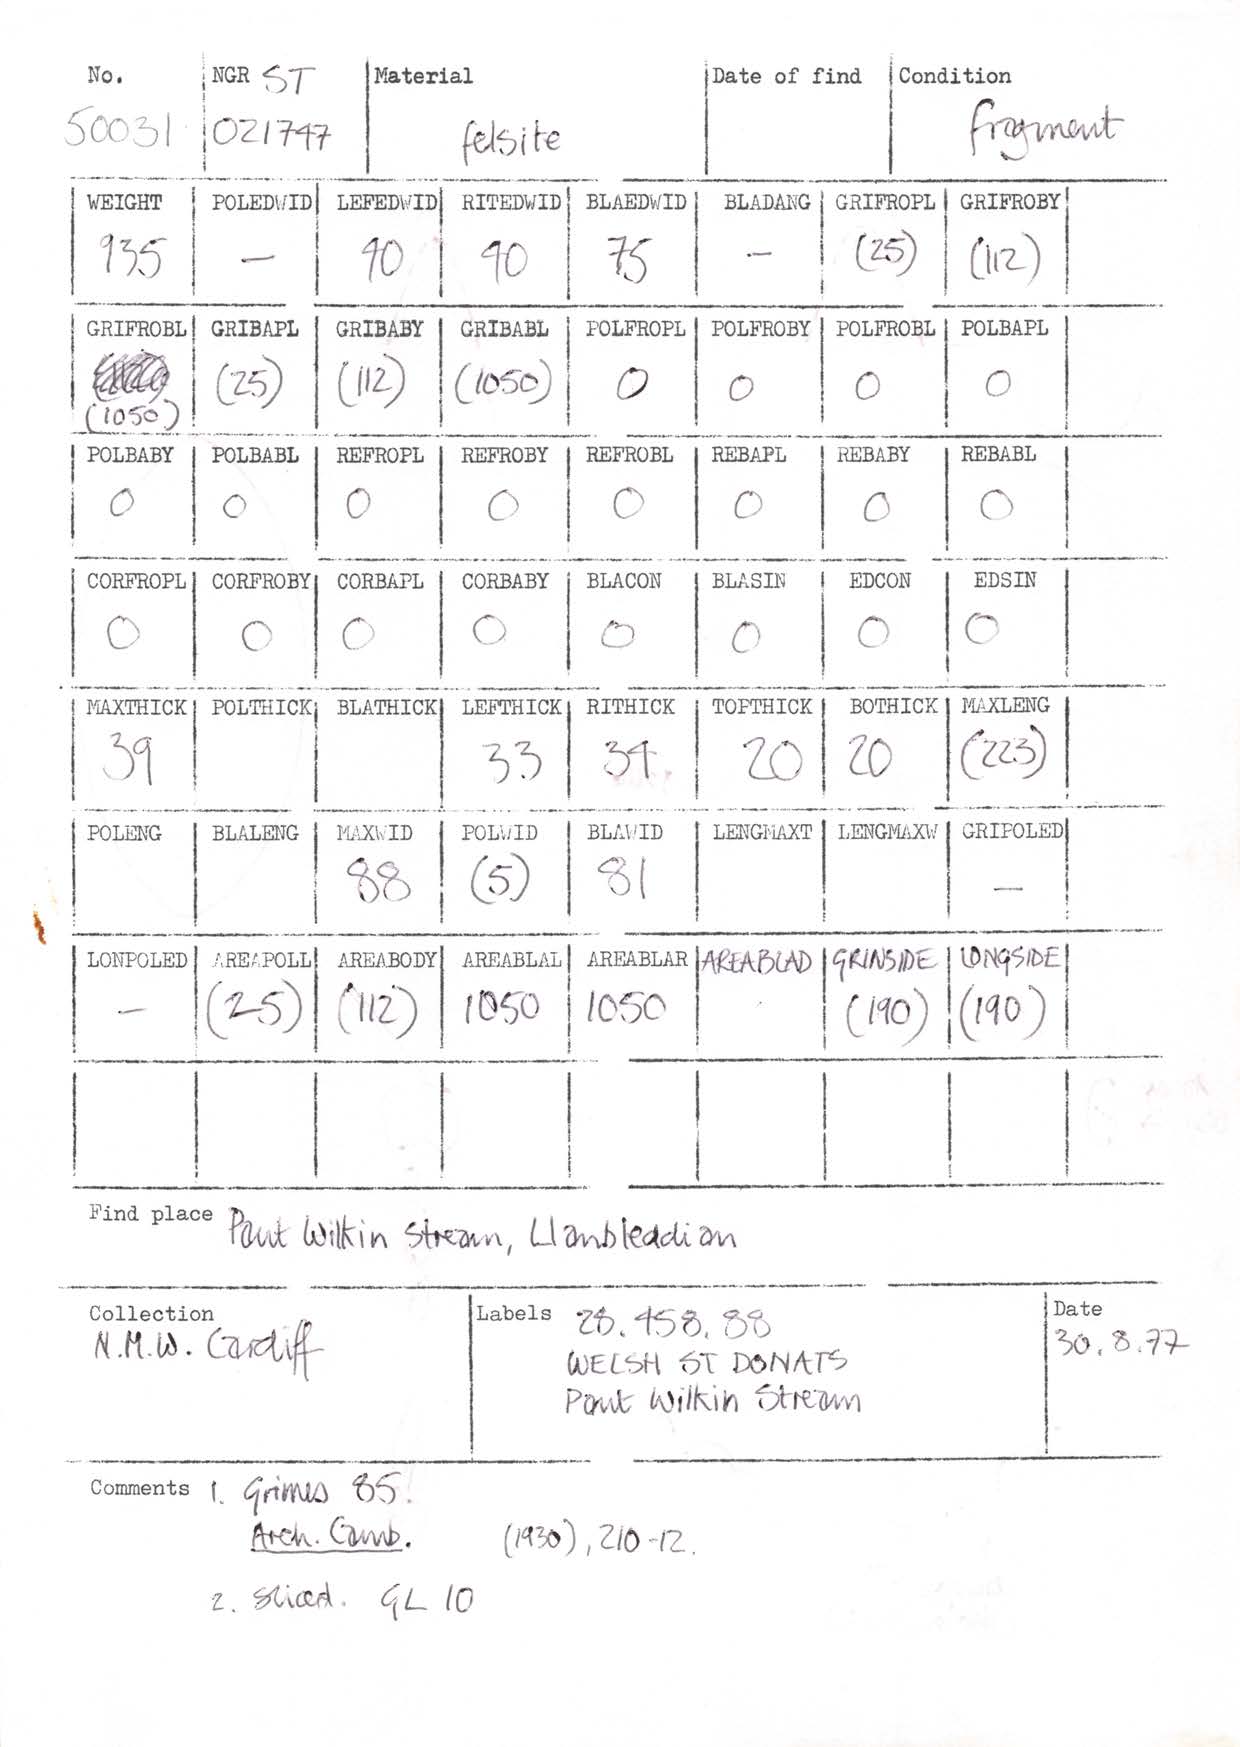 No. NGR ST Material Date of find Condition
50031 021747 felsite fragment
WEIGHT POLEDWID LEFEDWID RITEDWID BLAEDWID BLADANG GRIFROPL GRIFROBY
935 — 90 90 75 — (25) (112)
GRIFROBL GRIBAPL GRIBABY GRIBABL POLFROPL POLFROBY POLFROBL POLBAPL
(25) (112) (1050) 0 0 0 0
(1050)
POLBABY POLBABL REFROPL REFROBY REFROBL REBAPL REBABY REBABL
0 0 0 0 0 0 0 0
CORFROPL CORFROBY CORBAPL CORBABY BLACON BLASIN EDCON EDSIN
0 0 0 0 0 0 0 0
MAXTHICK POLTHICK BLATHICK LEFTHICK RITHICK TOPTHICK BOTHICK MAXLENG
39 33 34 20 20 (223)
POLENG BLALENG MAXWID POLWID BLAWID LENGMAXT LENGMAXW GRIPOLED
88 (5) 81 —
LONPOLED AREAPOLL AREABODY AREABLAL AREABLAR AREABLAD GRINSIDE LONGSIDE
— (25) (112) 1050 1050 (190) (190)
Find place Pant Wilkin Stream, Llanbleddian
Collection Labels 28.458.88 Date
N.M.W. Cardiff WELSH ST DONATS 30.8.77
Pant Wilkin Stream
Comments 1. Grimes 85.
Arch. Camb. (1930), 210-12.
2. Sliced. GL 10